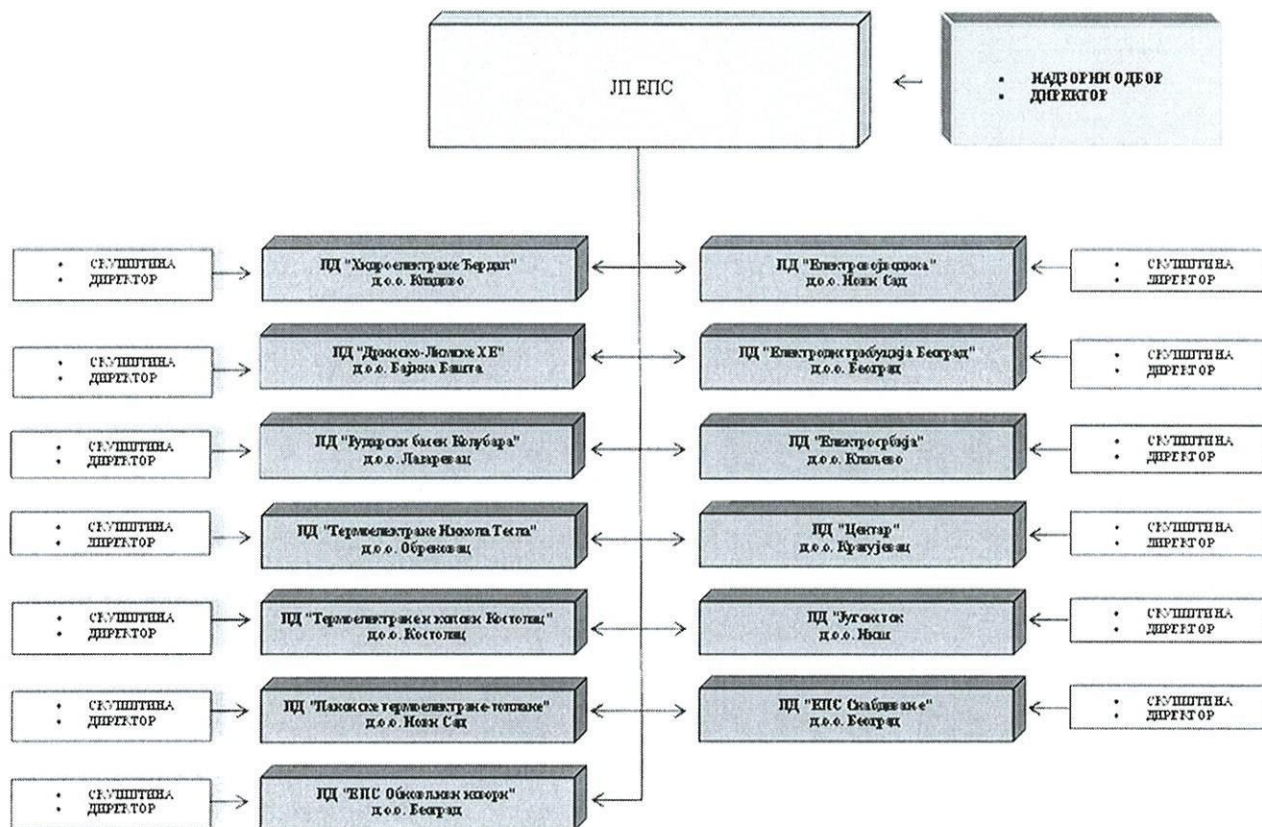 ЈП ЕПС
• НАДЗОРНИ ОДБОР
• ДИРЕКТОР
• СКУПШТИНА
• ДИРЕКТОР
ПД "Хидроелектране Ђердап"
д.о.о. Кладово
ПД "Електровојводина"
д.о.о. Нови Сад
• СКУПШТИНА
• ДИРЕКТОР
• СКУПШТИНА
• ДИРЕКТОР
ПД "Дринско-Лимске ХЕ"
д.о.о. Бајина Башта
ПД "Електродистрибуција Београд"
д.о.о. Београд
• СКУПШТИНА
• ДИРЕКТОР
• СКУПШТИНА
• ДИРЕКТОР
ПД "Рударски басен Колубара"
д.о.о. Лазаревац
ПД "Електросрбија"
д.о.о. Краљево
• СКУПШТИНА
• ДИРЕКТОР
• СКУПШТИНА
• ДИРЕКТОР
ПД "Термоелектране Никола Тесла"
д.о.о. Обреновац
ПД "Центар"
д.о.о. Крагујевац
• СКУПШТИНА
• ДИРЕКТОР
• СКУПШТИНА
• ДИРЕКТОР
ПД "Термоелектране и копови Костолац"
д.о.о. Костолац
ПД "Југоисток
д.о.о. Ниш
• СКУПШТИНА
• ДИРЕКТОР
• СКУПШТИНА
• ДИРЕКТОР
ПД "Панонске термоелектране-топлане"
д.о.о. Нови Сад
ПД "ЕПС Снабдевање"
д.о.о. Београд
• СКУПШТИНА
• ДИРЕКТОР
• СКУПШТИНА
• ДИРЕКТОР
ПД "ЕПС Обновљиви извори"
д.о.о. Београд